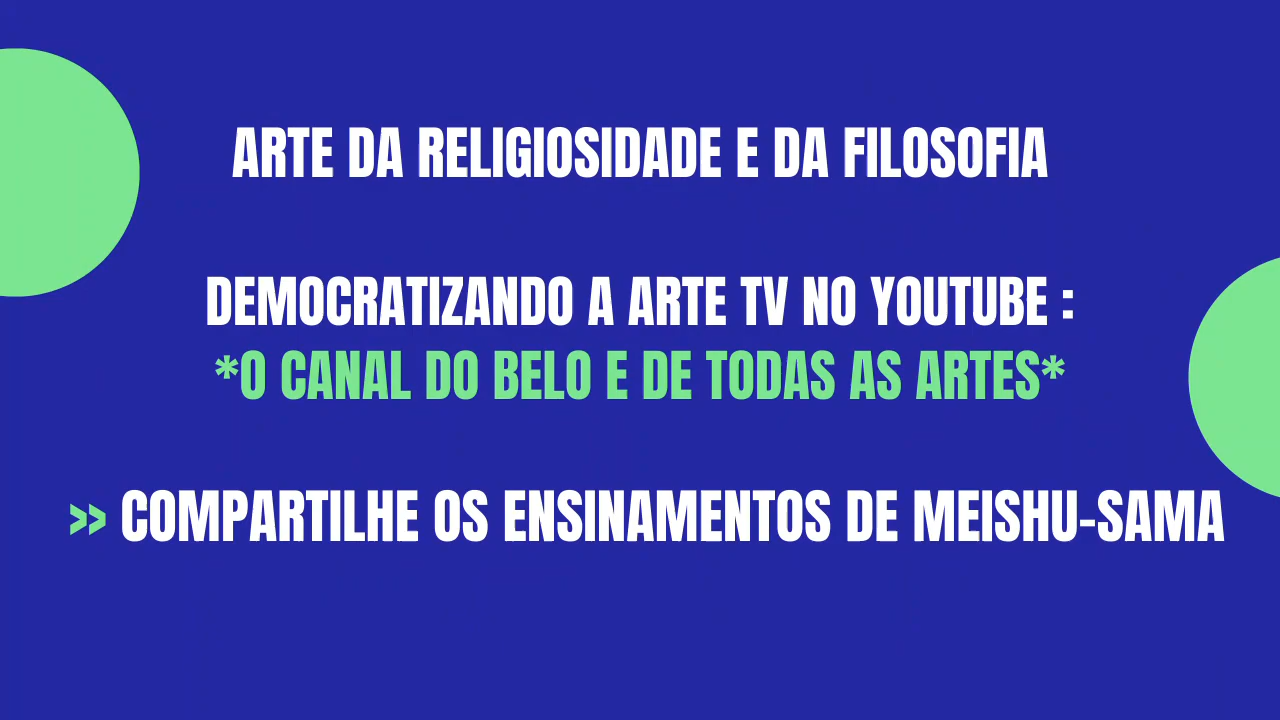 ARTE DA RELIGIOSIDADE E DA FILOSOFIA
DEMOCRATIZANDO A ARTE TV NO YOUTUBE :
*O CANAL DO BELO E DE TODAS AS ARTES*
>> COMPARTILHE OS ENSINAMENTOS DE MEISHU-SAMA